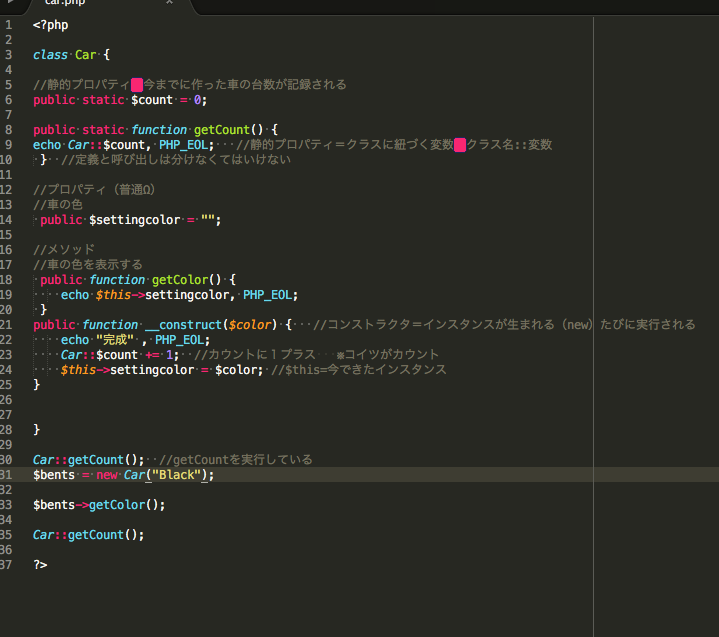 car.php
1 <?php
2
3 class Car {
4
5 //静的プロパティ 今までに作った車の台数が記録される
6 public static $count = 0;
7
8 public static function getCount() {
9 echo Car::$count, PHP_EOL; //静的プロパティ＝クラスに紐づく変数 クラス名::変数
10 } //定義と呼び出しは分けなくてはいけない
11
12 //プロパティ（普通Ω）
13 //車の色
14 public $settingcolor = "";
15
16 //メソッド
17 //車の色を表示する
18 public function getColor() {
19 echo $this->settingcolor, PHP_EOL;
20 }
21 public function __construct($color) { //コンストラクタ＝インスタンスが生まれる（new）たびに実行される
22 echo "完成" , PHP_EOL;
23 Car::$count += 1; //カウントに１プラス ※コイツがカウント
24 $this->settingcolor = $color; //$this=今できたインスタンス
25 }
26
27
28 }
29
30 Car::getCount(); //getCountを実行している
31 $bents = new Car("Black");
32
33 $bents->getColor();
34
35 Car::getCount();
36
37 ?>